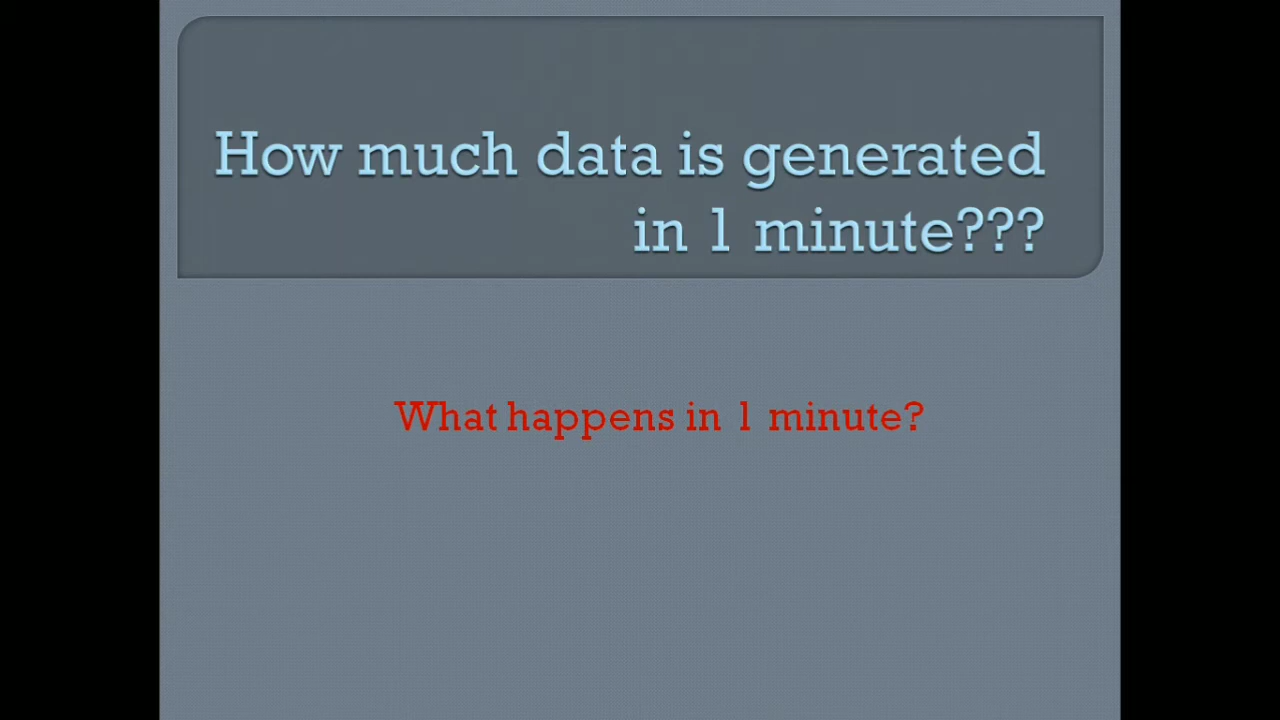 How much data is generated
in 1 minute???
What happens in 1 minute?